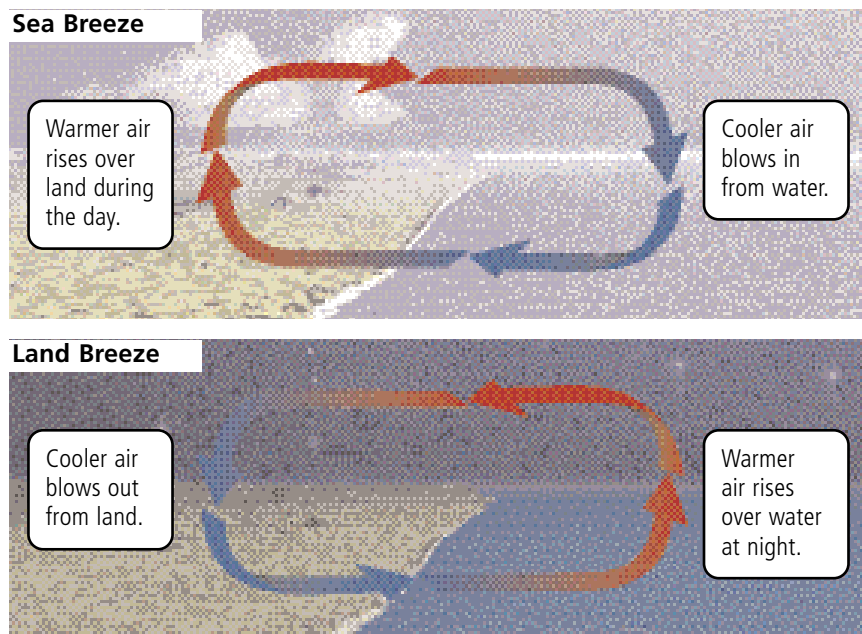 Sea Breeze
Warmer air
rises over
land during
the day.
Cooler air
blows in
from water.
Land Breeze
Cooler air
blows out
from land.
Warmer
air rises
over water
at night.